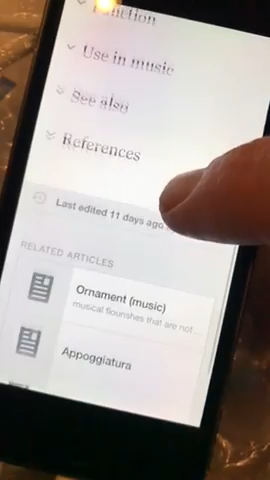 Function
Use in music
See also
References
Last edited 11 days ago
RELATED ARTICLES
Ornament (music)
musical flourishes that are not...
Appoggiatura